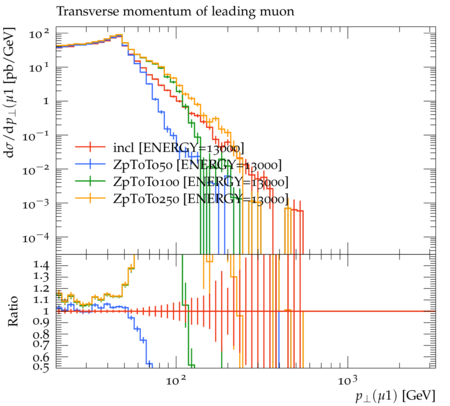 Transverse momentum of leading muon
dσ/dp⊥(μ1) [pb/GeV]
10²
10¹
1
10⁻¹
10⁻²
10⁻³
10⁻⁴
incl [ENERGY=13000]
ZpToTo50 [ENERGY=13000]
ZpToTo100 [ENERGY=13000]
ZpToTo250 [ENERGY=13000]
Ratio
1.4
1.3
1.2
1.1
1
0.9
0.8
0.7
0.6
0.5
10² 10³
p⊥(μ1) [GeV]